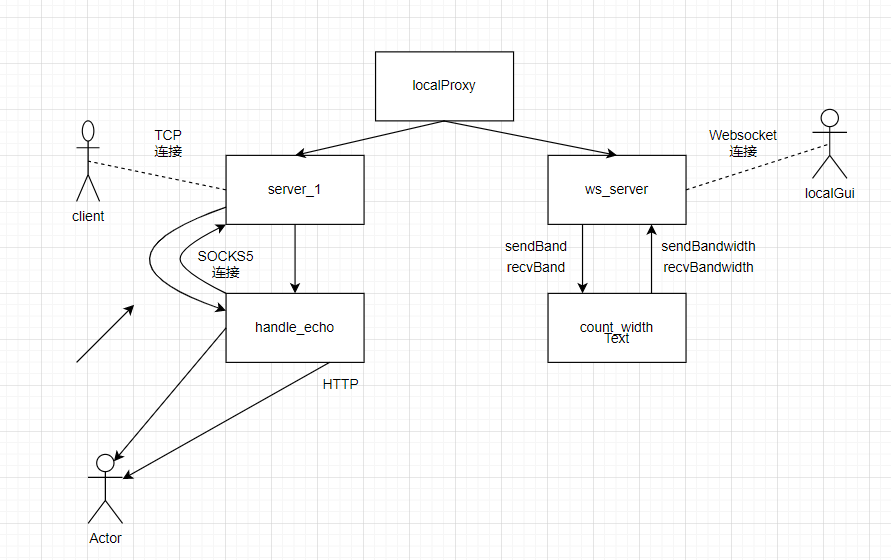 localProxy
TCP
连接
Websocket
连接
client
server_1
ws_server
localGui
SOCKS5
连接
sendBand
recvBand
sendBandwidth
recvBandwidth
handle_echo
count_width
Text
HTTP
Actor